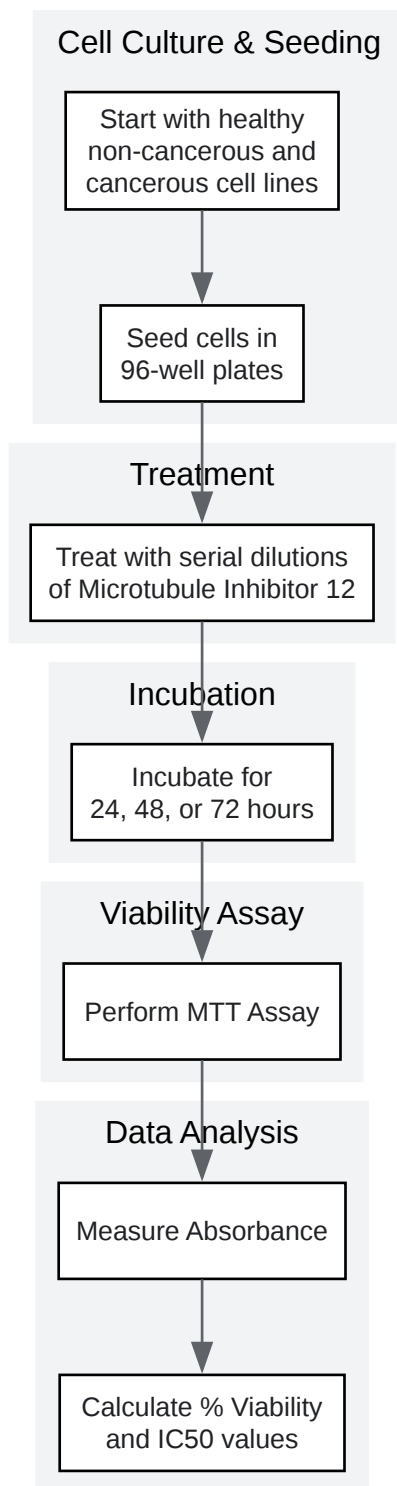 Cell Culture & Seeding
Start with healthy
non-cancerous and
cancerous cell lines
Seed cells in
96-well plates
Treatment
Treat with serial dilutions
of Microtubule Inhibitor 12
Incubation
Incubate for
24, 48, or 72 hours
Viability Assay
Perform MTT Assay
Data Analysis
Measure Absorbance
Calculate % Viability
and IC50 values